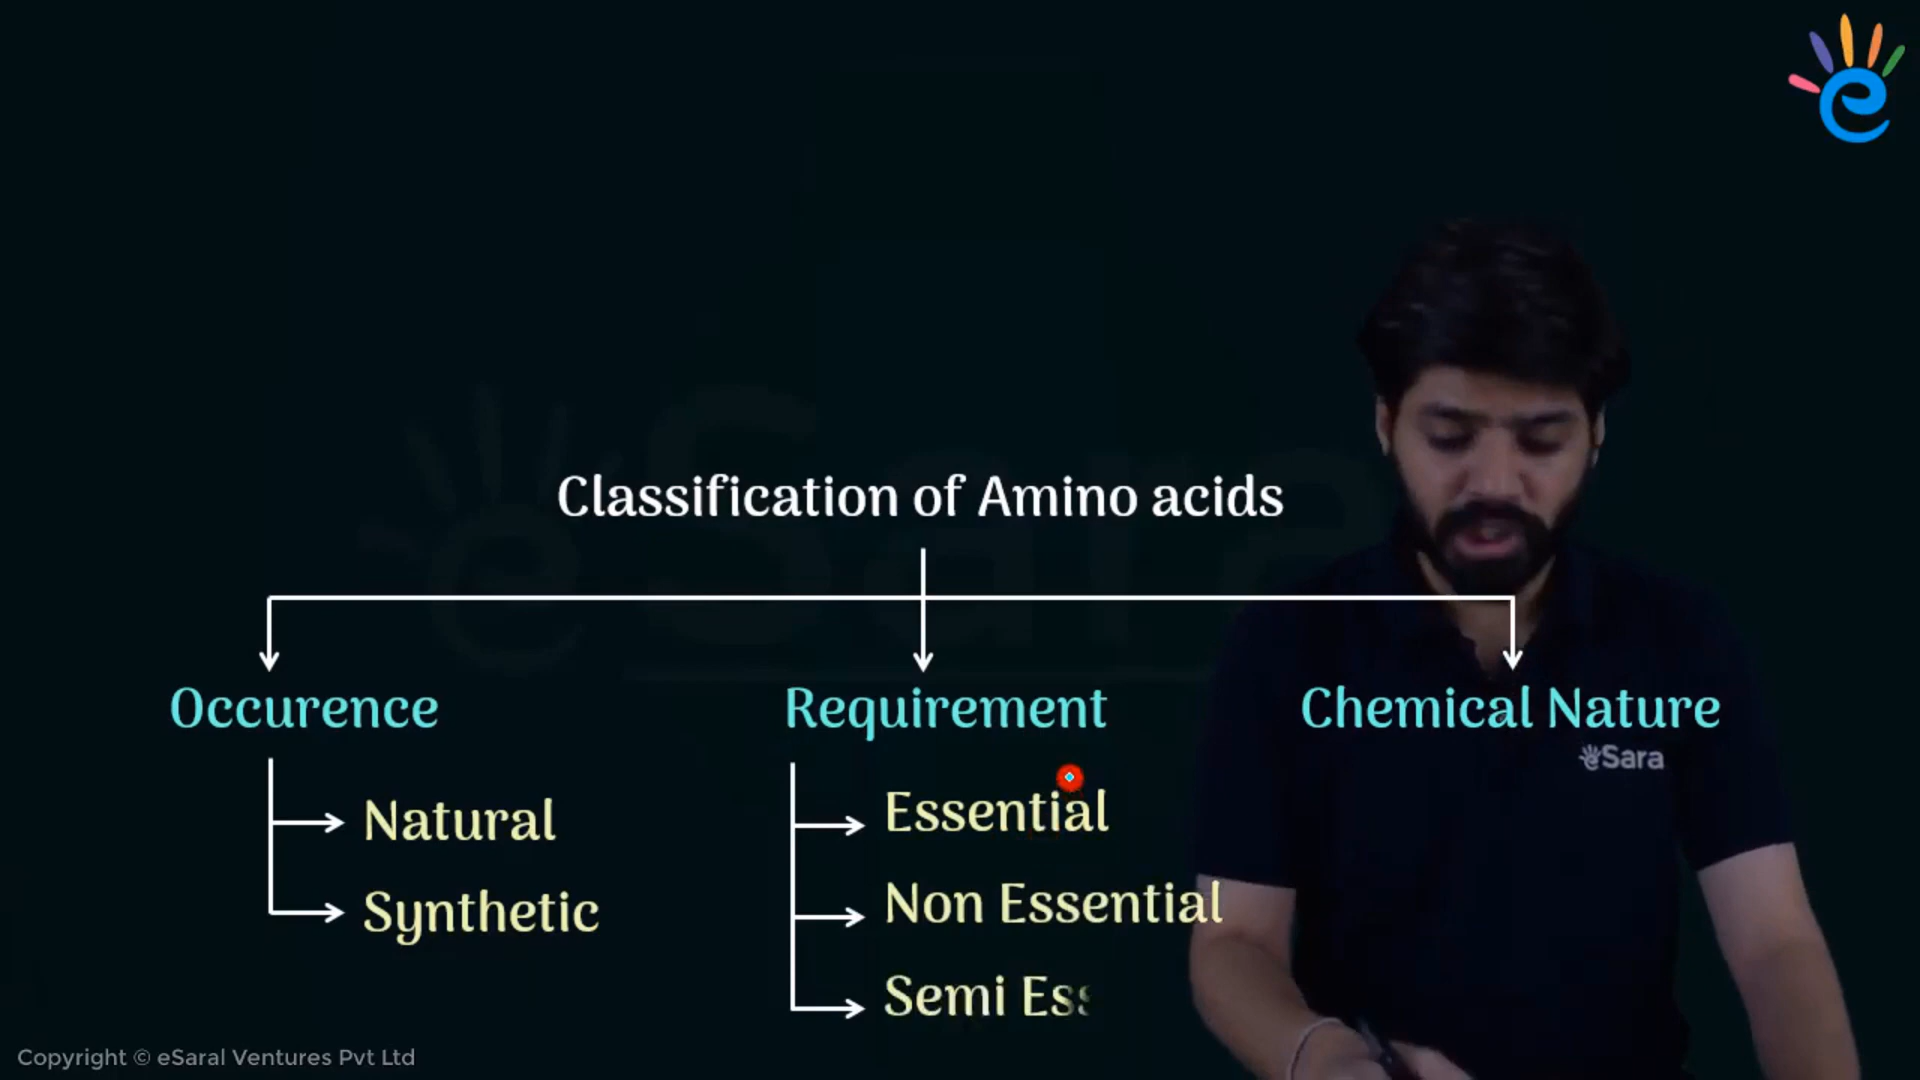 Classification of Amino acids
Occurence
Requirement
Chemical Nature
eSara
Natural
Synthetic
Essential
Non Essential
Semi Ess
Copyright © eSaral Ventures Pvt Ltd